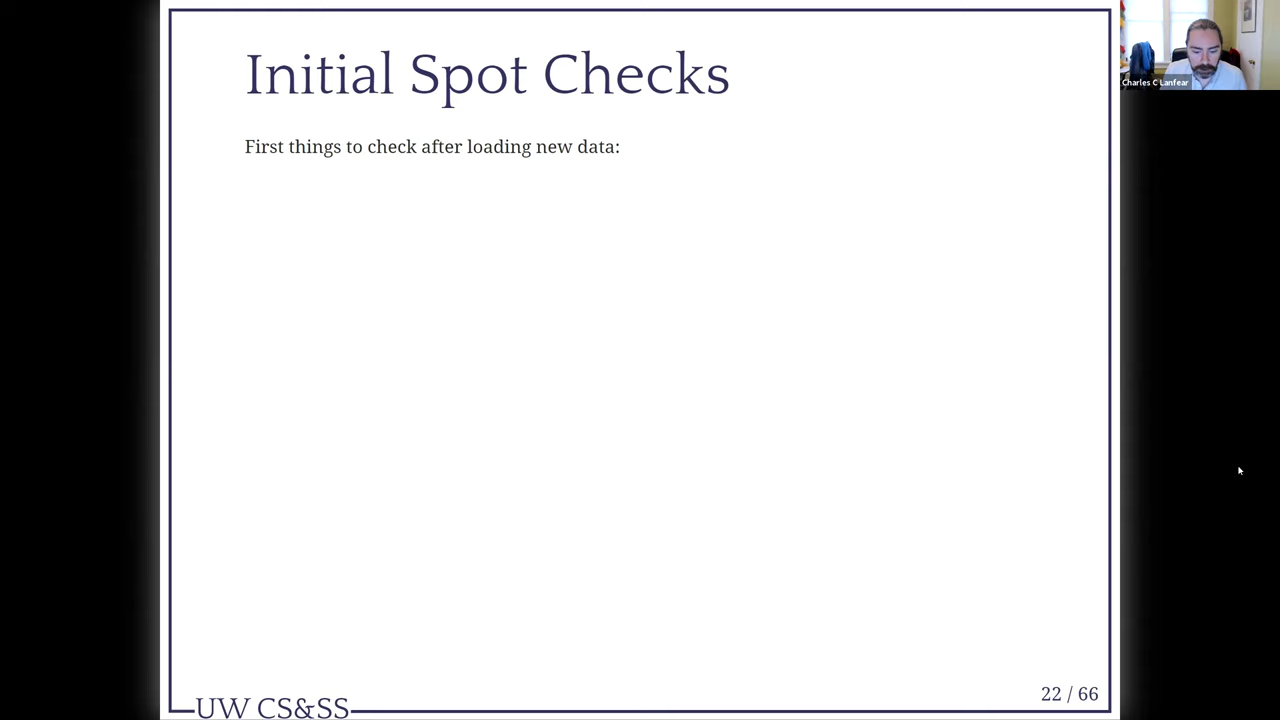 Initial Spot Checks
Charles C Lanfear
First things to check after loading new data:
22 / 66
UW CS&SS